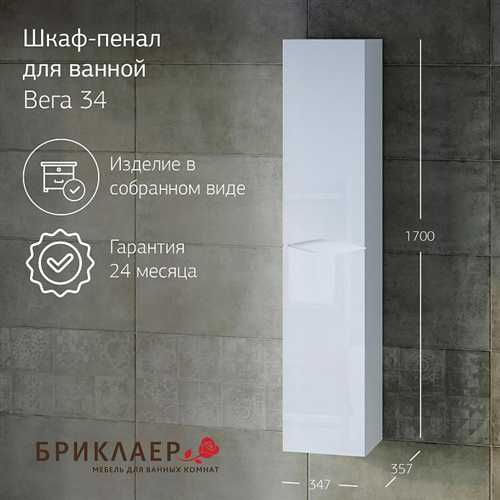 Шкаф-пенал
для ванной
Вега 34
Изделие в
собранном виде
Гарантия
24 месяца
1700
БРИКЛАЕР
МЕБЕЛЬ ДЛЯ ВАННЫХ КОМНАТ
347
357